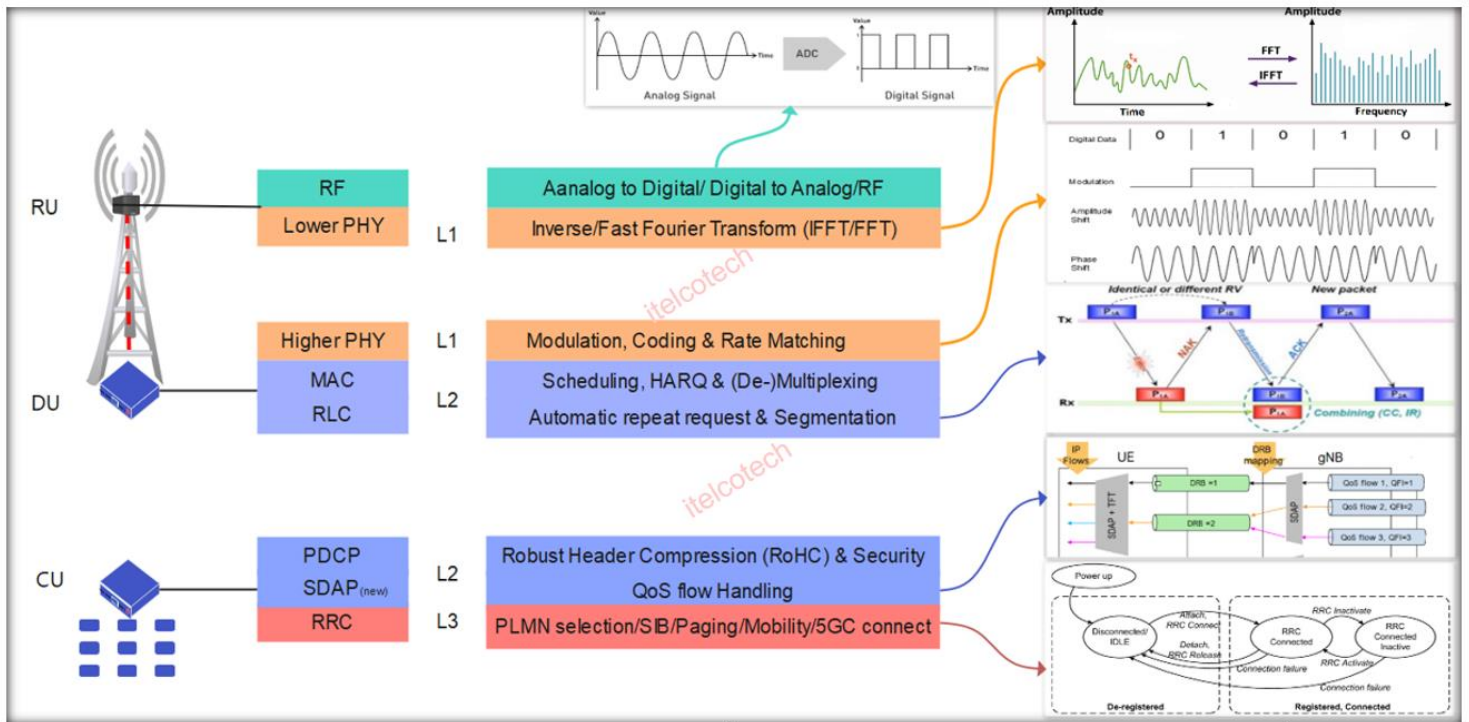 Value
Time
Analog Signal
ADC
Value
1
0
Time
Digital Signal
Amplitude
tx
Time
FFT
IFFT
Amplitude
Frequency
RU
RF
Lower PHY
L1
Aanalog to Digital/ Digital to Analog/RF
Inverse/Fast Fourier Transform (IFFT/FFT)
Digital Data
0 1 0 1 0
Modulation
Amplitude
Shift
Phase
Shift
itelcotech
DU
Higher PHY
L1
Modulation, Coding & Rate Matching
MAC
RLC
L2
Scheduling, HARQ & (De-)Multiplexing
Automatic repeat request & Segmentation
Identical or different RV
New packet
Tx
NAK
Retransmission
ACK
Rx
Combining (CC, IR)
itelcotech
CU
PDCP
SDAP(new)
L2
Robust Header Compression (RoHC) & Security
QoS flow Handling
RRC
L3
PLMN selection/SIB/Paging/Mobility/5GC connect
IP
Flows
UE
DRB
mapping
gNB
SDAP + TFT
DRB =1
DRB =2
SDAP
QoS flow 1, QFI=1
QoS flow 2, QFI=2
QoS flow 3, QFI=3
Power up
Disconnected/
IDLE
Attach,
RRC Connect
Detach,
RRC Release
RRC
Connected
RRC Inactivate
RRC
Connected
Inactive
RRC Activate
Connection failure
Connection failure
De-registered
Registered, Connected